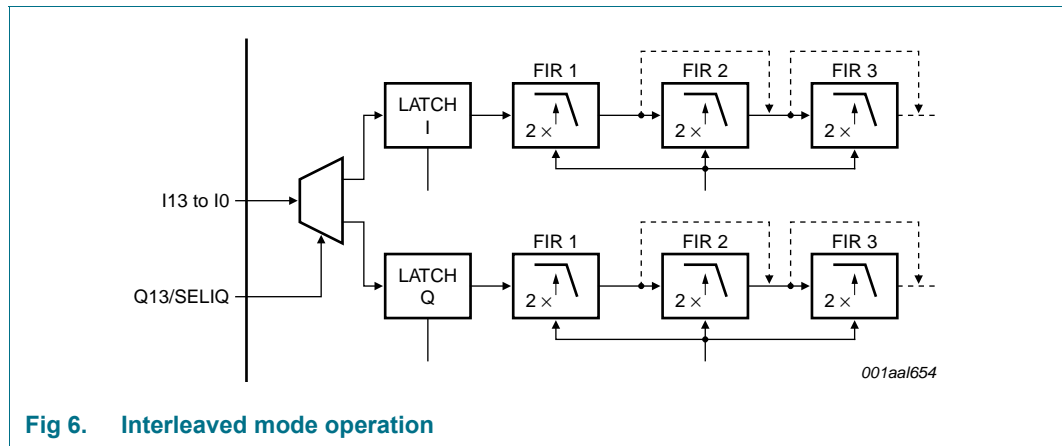 FIR 1
FIR 2
FIR 3
LATCH
I
2 ×
2 ×
2 ×
I13 to I0
Q13/SELIQ
FIR 1
FIR 2
FIR 3
LATCH
Q
2 ×
2 ×
2 ×
001aal654
Fig 6. Interleaved mode operation